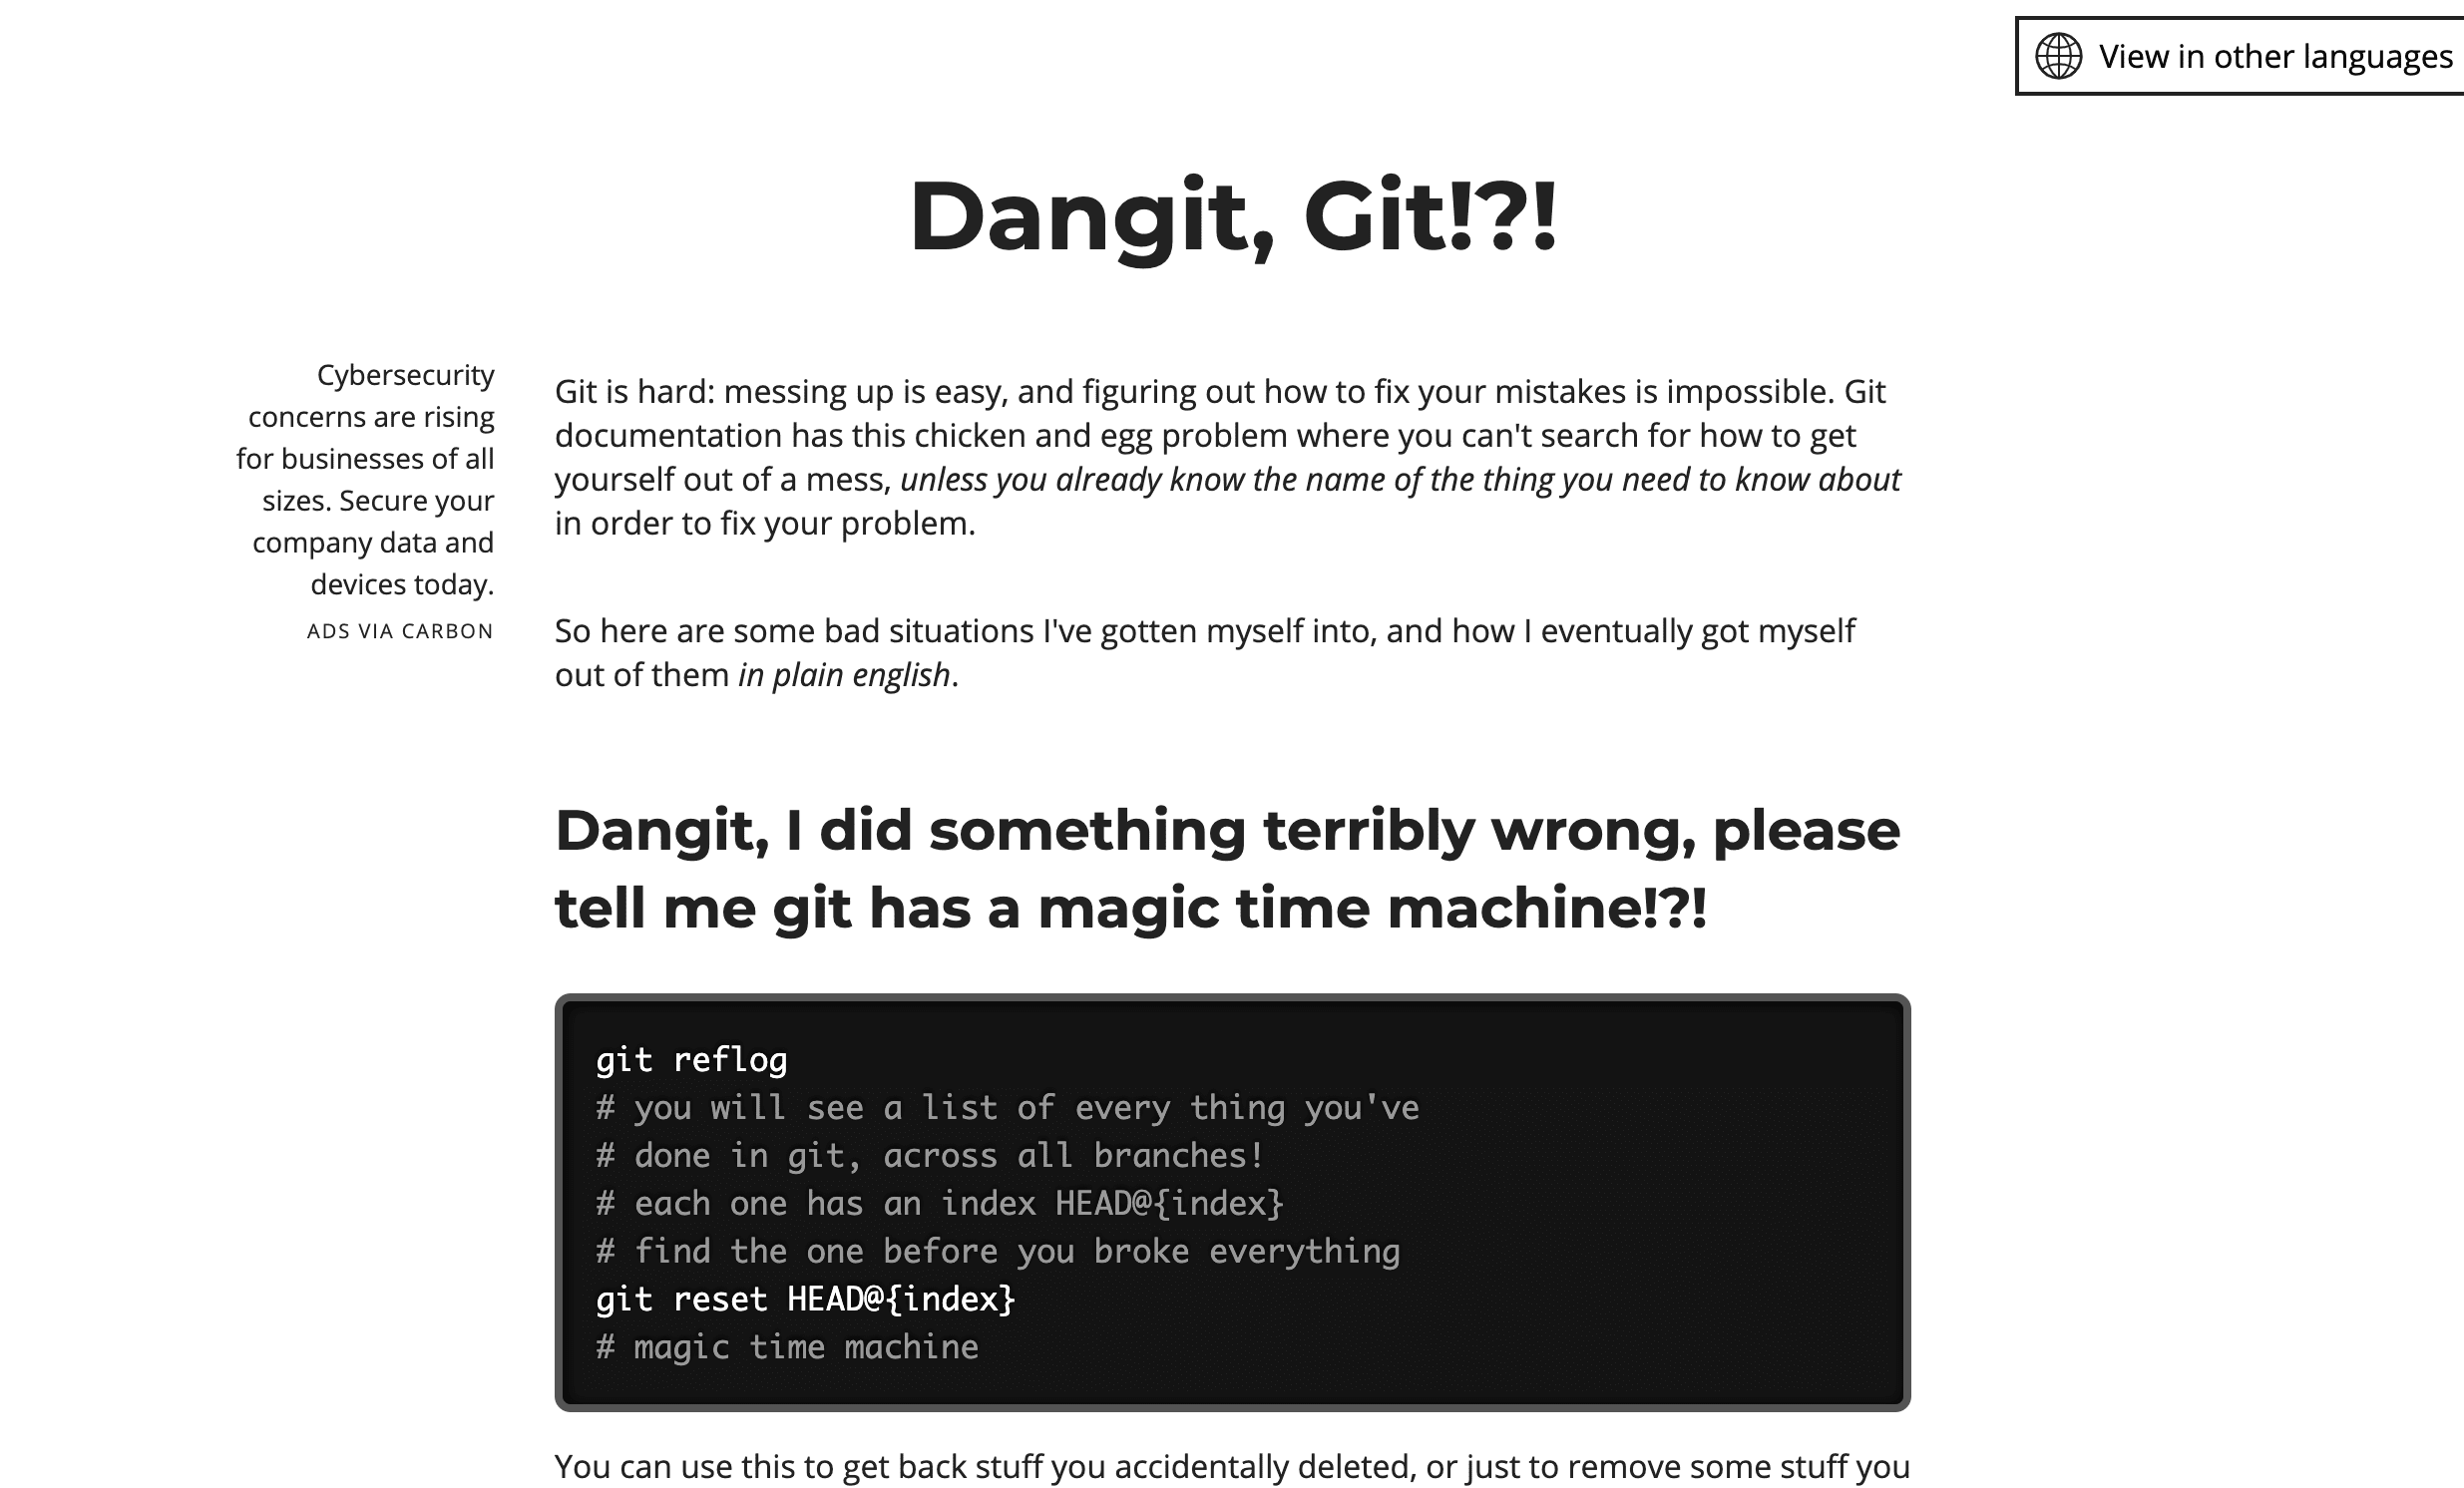 View in other languages
Dangit, Git!?!
Cybersecurity
concerns are rising
for businesses of all
sizes. Secure your
company data and
devices today.
ADS VIA CARBON
Git is hard: messing up is easy, and figuring out how to fix your mistakes is impossible. Git
documentation has this chicken and egg problem where you can't search for how to get
yourself out of a mess, unless you already know the name of the thing you need to know about
in order to fix your problem.
So here are some bad situations I've gotten myself into, and how I eventually got myself
out of them in plain english.
Dangit, I did something terribly wrong, please
tell me git has a magic time machine!?!
git reflog
# you will see a list of every thing you've
# done in git, across all branches!
# each one has an index HEAD@{index}
# find the one before you broke everything
git reset HEAD@{index}
# magic time machine
You can use this to get back stuff you accidentally deleted, or just to remove some stuff you